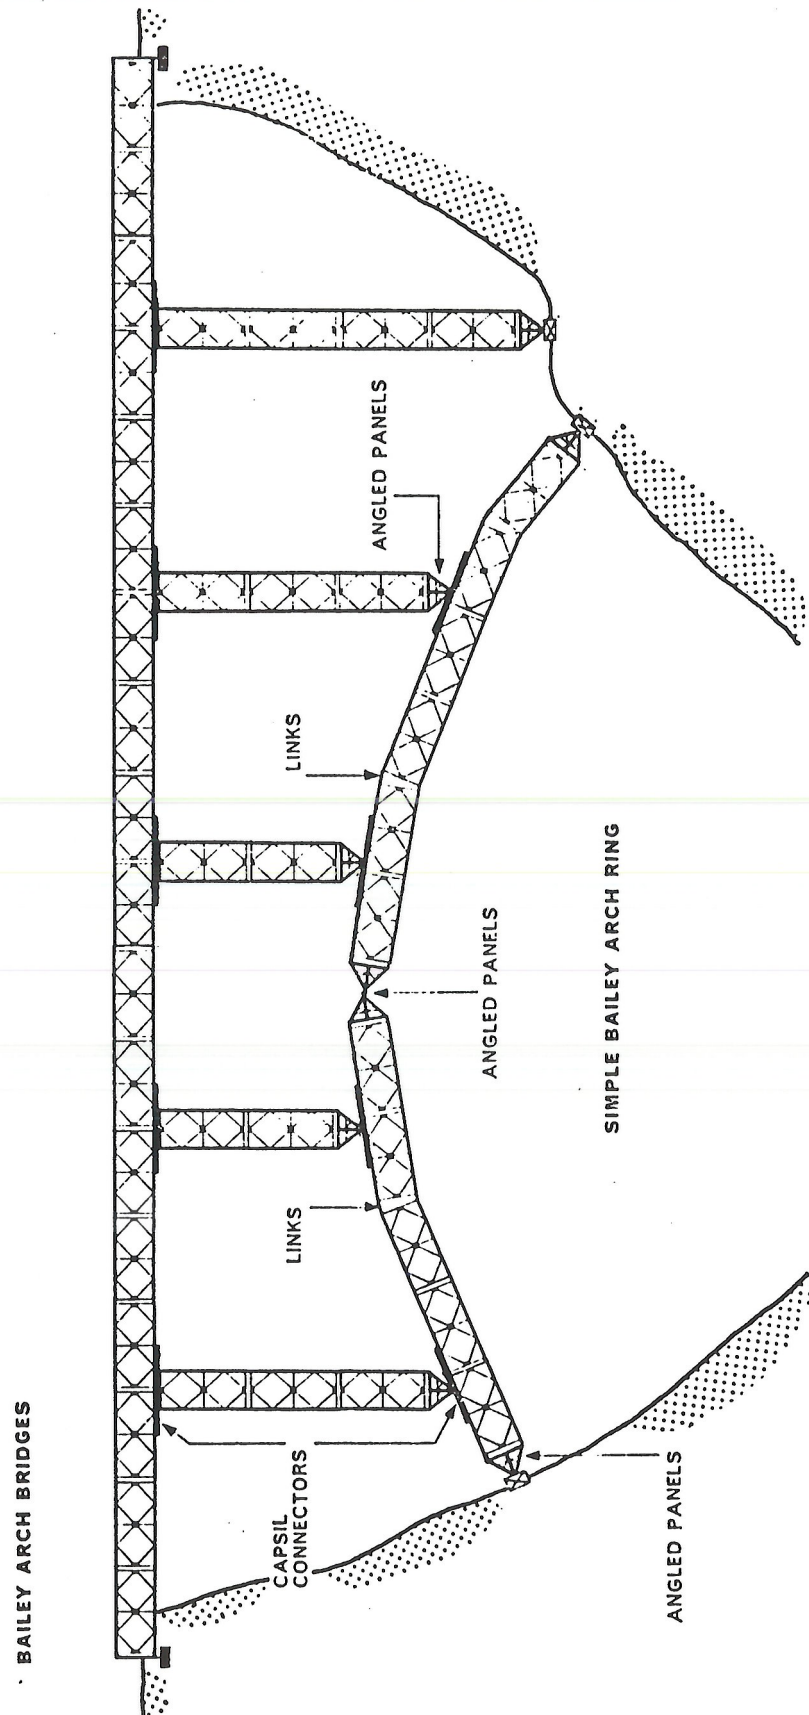 BAILEY ARCH BRIDGES
CAPSIL
CONNECTORS
LINKS
LINKS
ANGLED PANELS
ANGLED PANELS
ANGLED PANELS
SIMPLE BAILEY ARCH RING